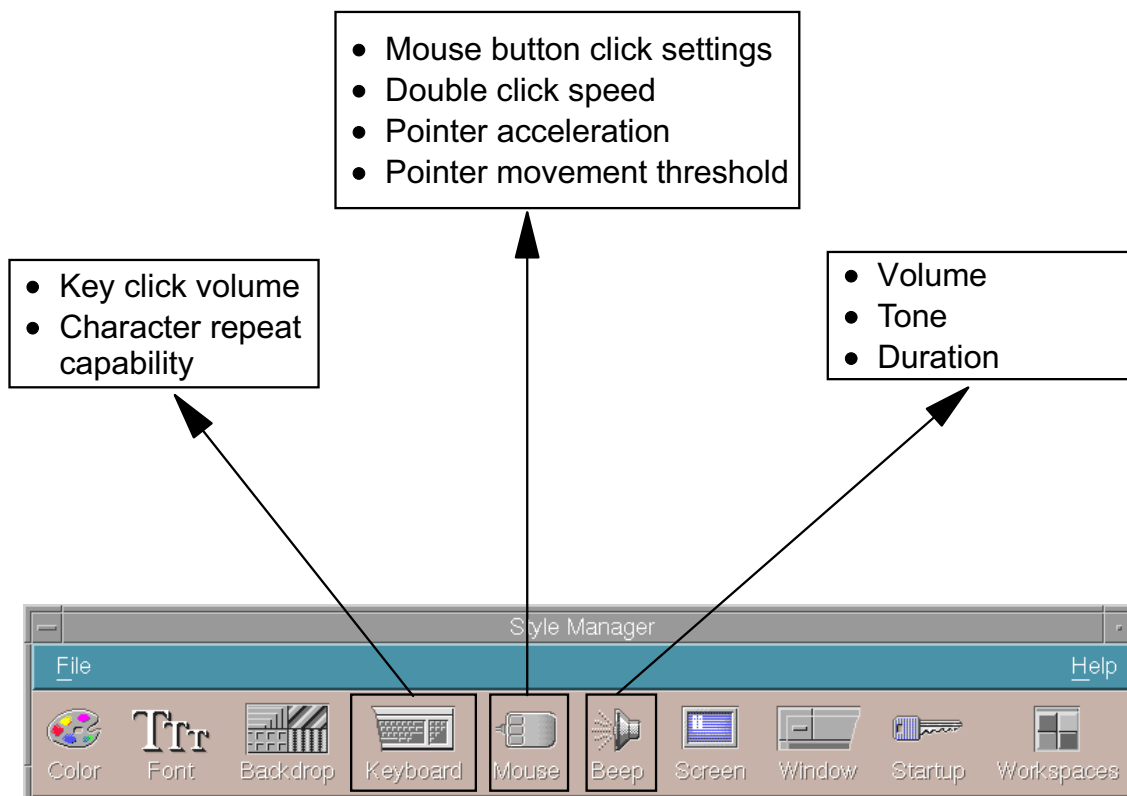 • Mouse button click settings
• Double click speed
• Pointer acceleration
• Pointer movement threshold
• Key click volume
• Character repeat
capability
• Volume
• Tone
• Duration
Style Manager
File Help
Color Font Backdrop Keyboard Mouse Beep Screen Window Startup Workspaces